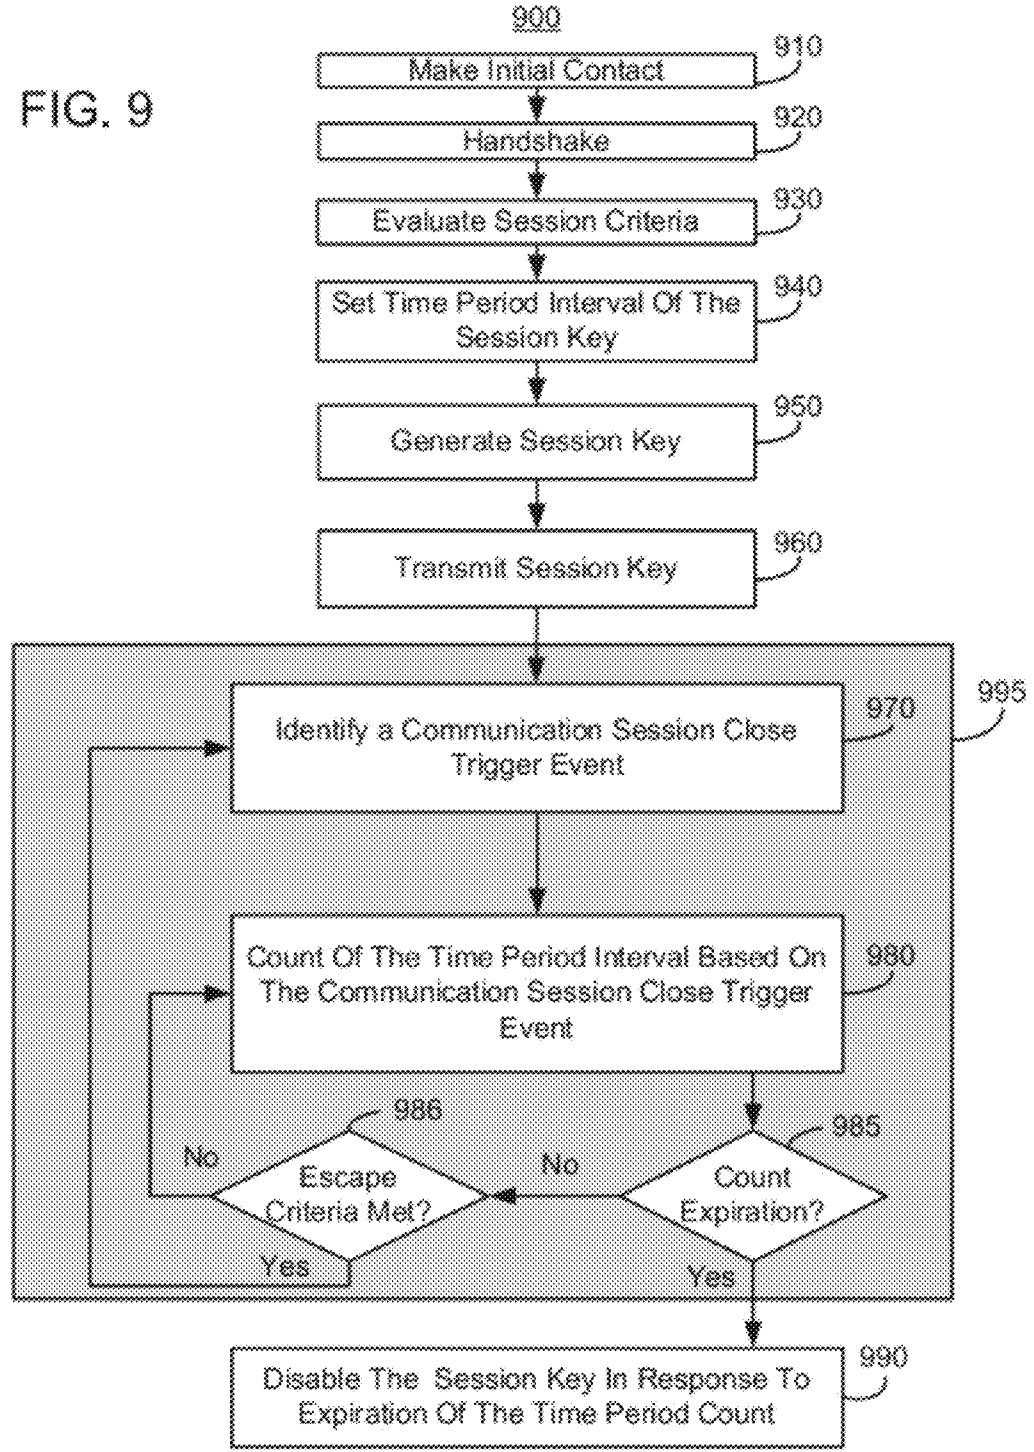 900
910
Make Initial Contact
FIG. 9
920
Handshake
930
Evaluate Session Criteria
940
Set Time Period Interval Of The
Session Key
950
Generate Session Key
960
Transmit Session Key
995
970
Identify a Communication Session Close
Trigger Event
980
Count Of The Time Period Interval Based On
The Communication Session Close Trigger
Event
986
985
No
Escape
Criteria Met?
No
Count
Expiration?
Yes
Yes
990
Disable The Session Key In Response To
Expiration Of The Time Period Count